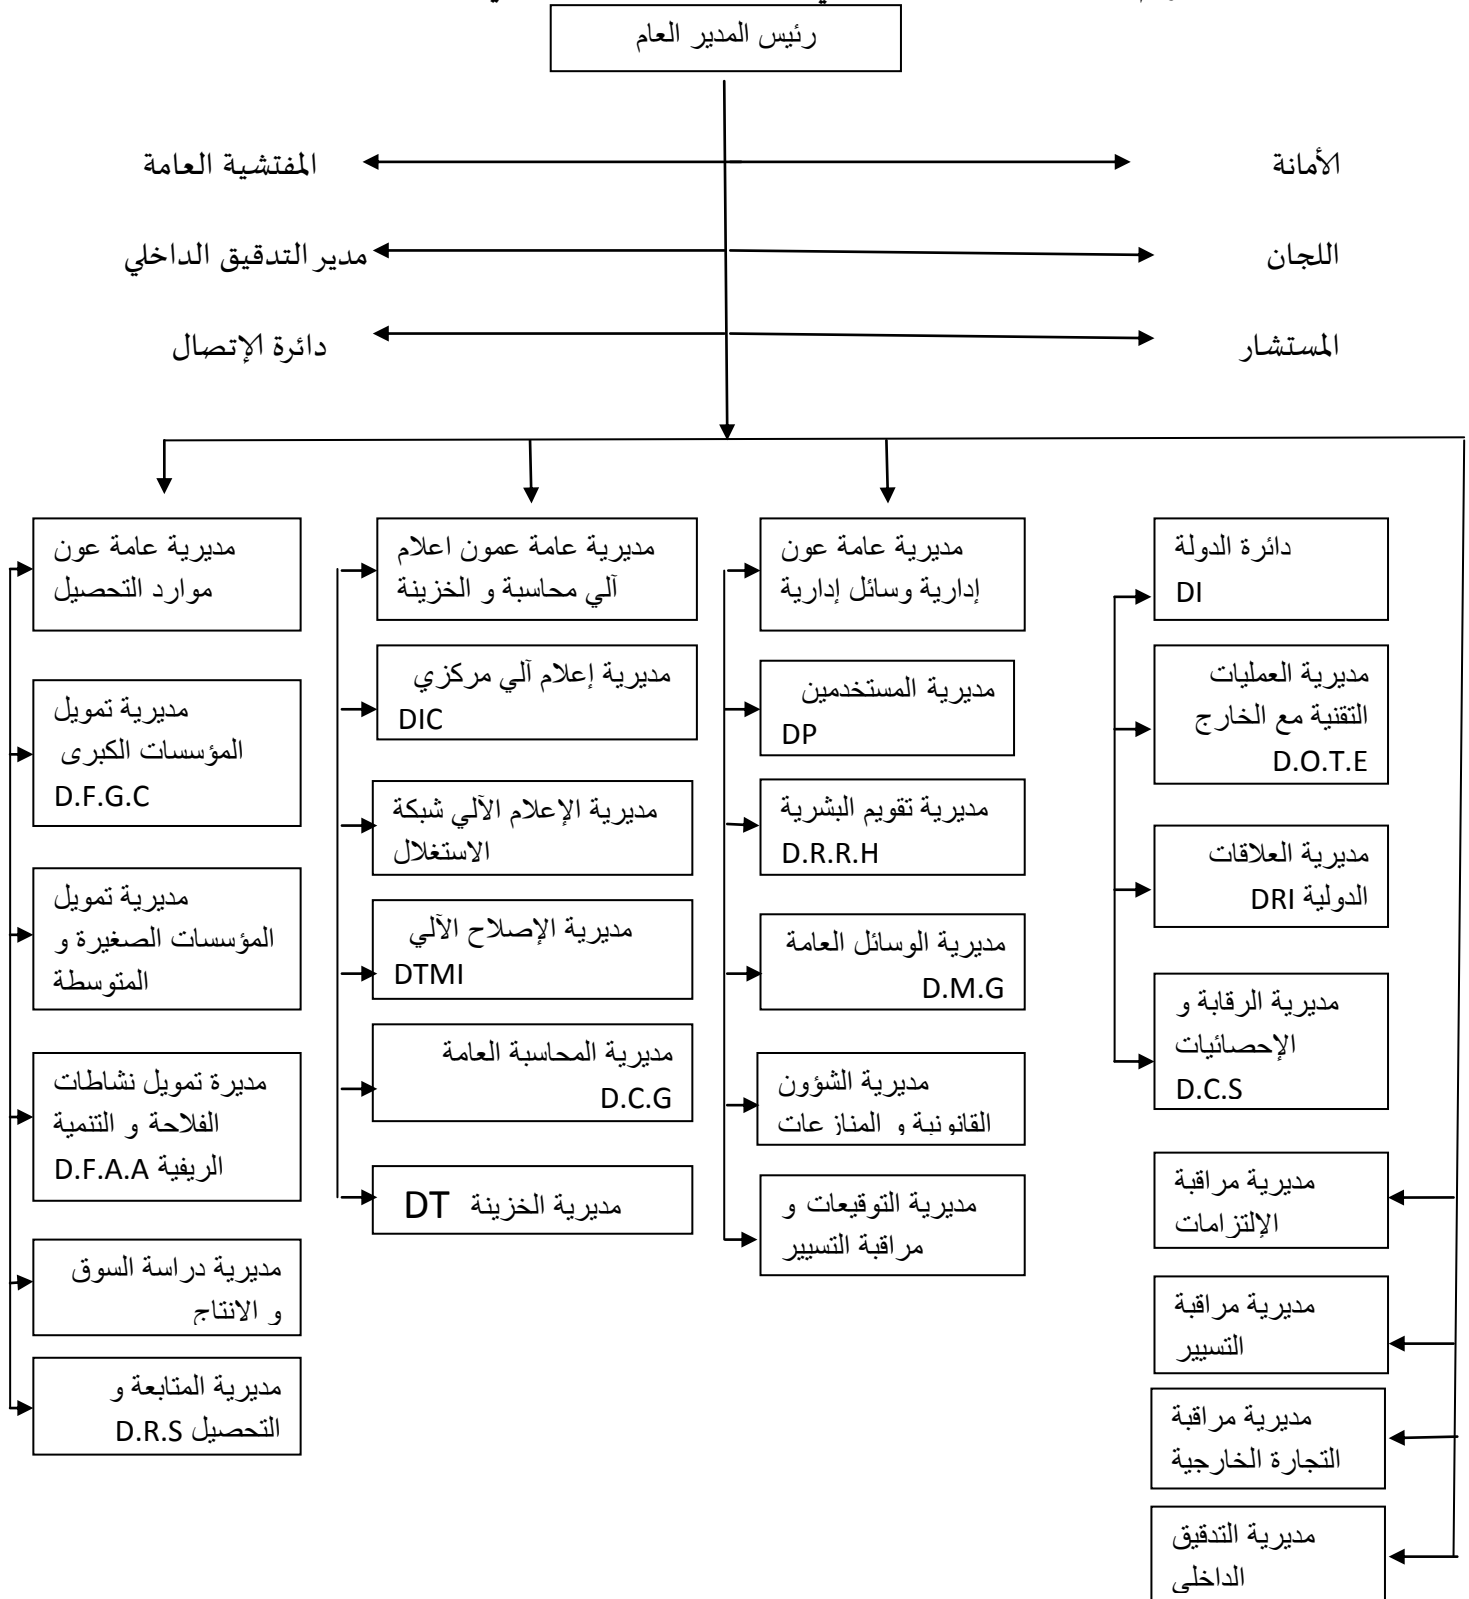 رئيس المدير العام
الأمانة
المفتشية العامة
اللجان
مدير التدقيق الداخلي
المستشار
دائرة الإتصال
دائرة الدولة
DI
مديرية العمليات
التقنية مع الخارج
D.O.T.E
مديرية العلاقات
الدولية DRI
مديرية الرقابة و
الإحصائيات
D.C.S
مديرية مراقبة
الإلتزامات
مديرية مراقبة
التسيير
مديرية مراقبة
التجارة الخارجية
مديرية التدقيق
الداخلي
مديرية عامة عون
إدارية وسائل إدارية
مديرية المستخدمين
DP
مديرية تقويم البشرية
D.R.R.H
مديرية الوسائل العامة
D.M.G
مديرية الشؤون
القانونية و المنازعات
مديرية التوقيعات و
مراقبة التسيير
مديرية عامة عمون اعلام
آلي محاسبة و الخزينة
مديرية إعلام آلي مركزي
DIC
مديرية الإعلام الآلي شبكة
الاستغلال
مديرية الإصلاح الآلي
DTMI
مديرية المحاسبة العامة
D.C.G
مديرية الخزينة DT
مديرية عامة عون
موارد التحصيل
مديرية تمويل
المؤسسات الكبرى
D.F.G.C
مديرية تمويل
المؤسسات الصغيرة و
المتوسطة
مديرة تمويل نشاطات
الفلاحة و التنمية
الريفية D.F.A.A
مديرية دراسة السوق
و الانتاج
مديرية المتابعة و
التحصيل D.R.S